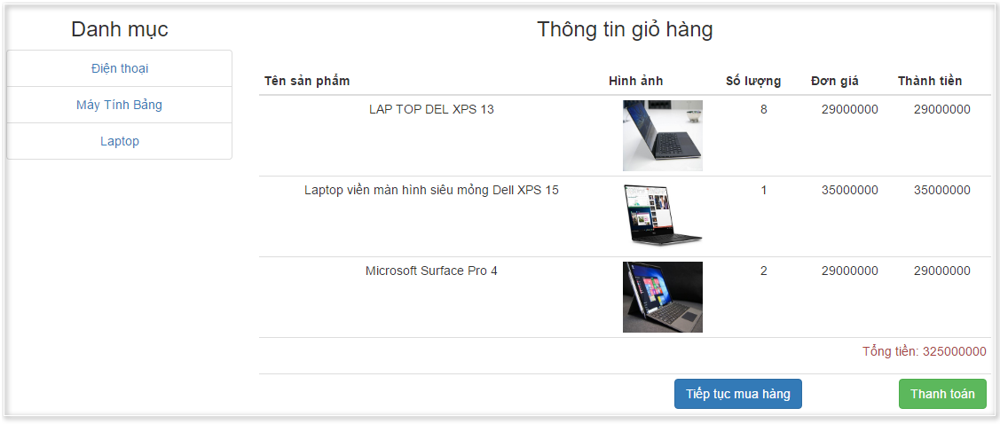 Danh mục
Điện thoại
Máy Tính Bảng
Laptop
Thông tin giỏ hàng
Tên sản phẩm Hình ảnh Số lượng Đơn giá Thành tiền
LAP TOP DEL XPS 13 8 29000000 29000000
Laptop viền màn hình siêu mỏng Dell XPS 15 1 35000000 35000000
Microsoft Surface Pro 4 2 29000000 29000000
Tổng tiền: 325000000
Tiếp tục mua hàng Thanh toán